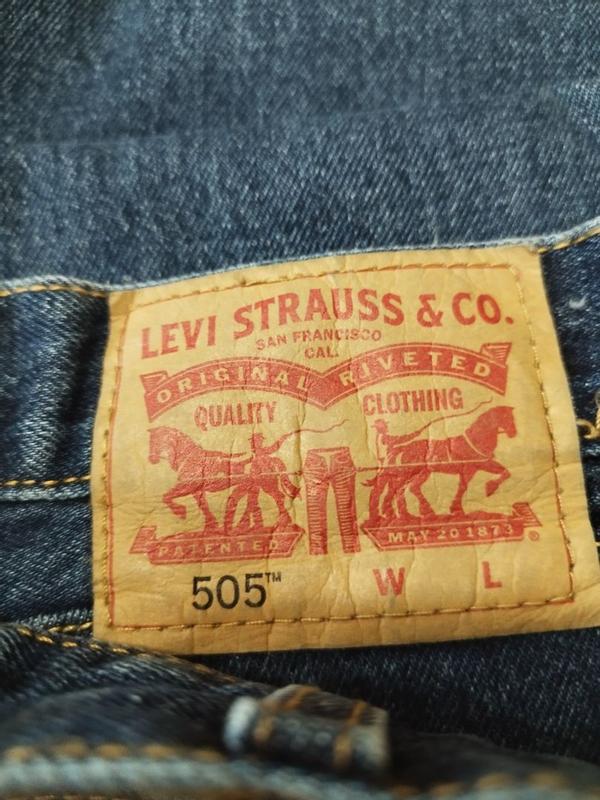 LEVI STRAUSS & CO.
SAN FRANCISCO
CAL.
ORIGINAL RIVETED
QUALITY CLOTHING
PATENTED MAY 20 1873 ®
505™ W L